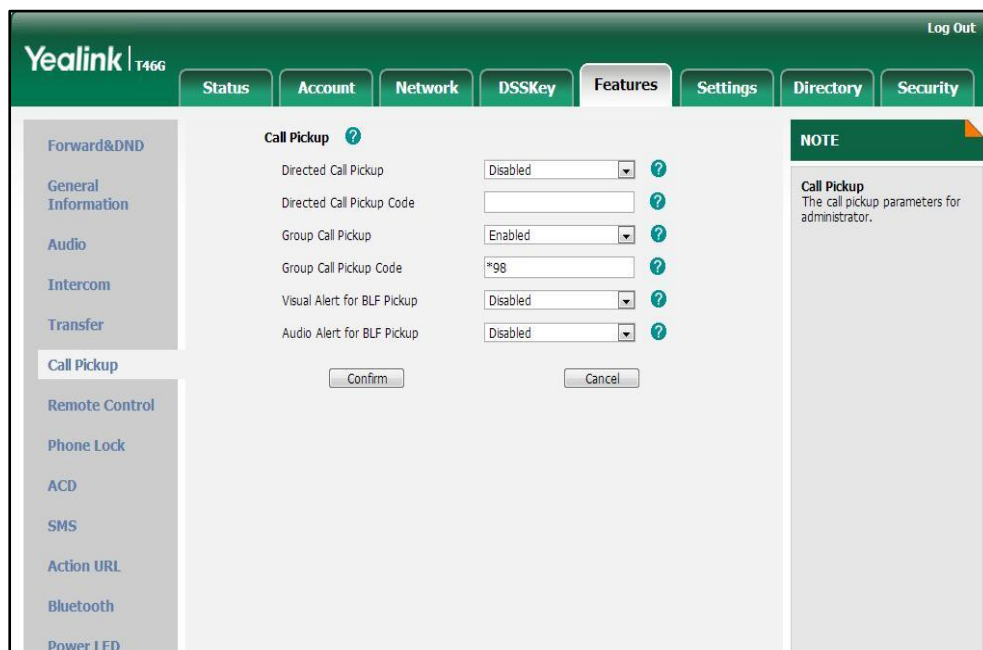 Log Out
Yealink T46G
Status Account Network DSSKey Features Settings Directory Security
Forward&DND
General
Information
Audio
Intercom
Transfer
Call Pickup
Remote Control
Phone Lock
ACD
SMS
Action URL
Bluetooth
Power LED
Call Pickup ?
Directed Call Pickup Disabled ?
Directed Call Pickup Code ?
Group Call Pickup Enabled ?
Group Call Pickup Code *98 ?
Visual Alert for BLF Pickup Disabled ?
Audio Alert for BLF Pickup Disabled ?
Confirm Cancel
NOTE
Call Pickup
The call pickup parameters for
administrator.